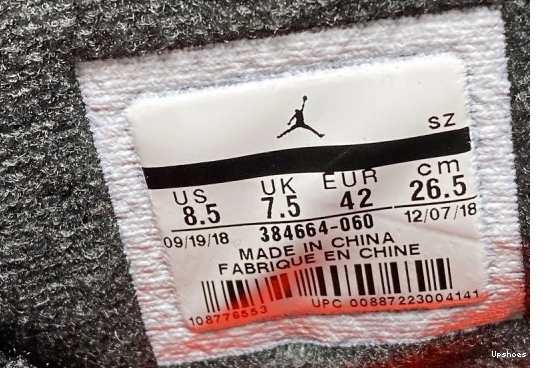 SZ
US UK EUR cm
8.5 7.5 42 26.5
09/19/18 384664-060 12/07/18
MADE IN CHINA
FABRIQUE EN CHINE
108776553 UPC 00887223004141
Upshoes